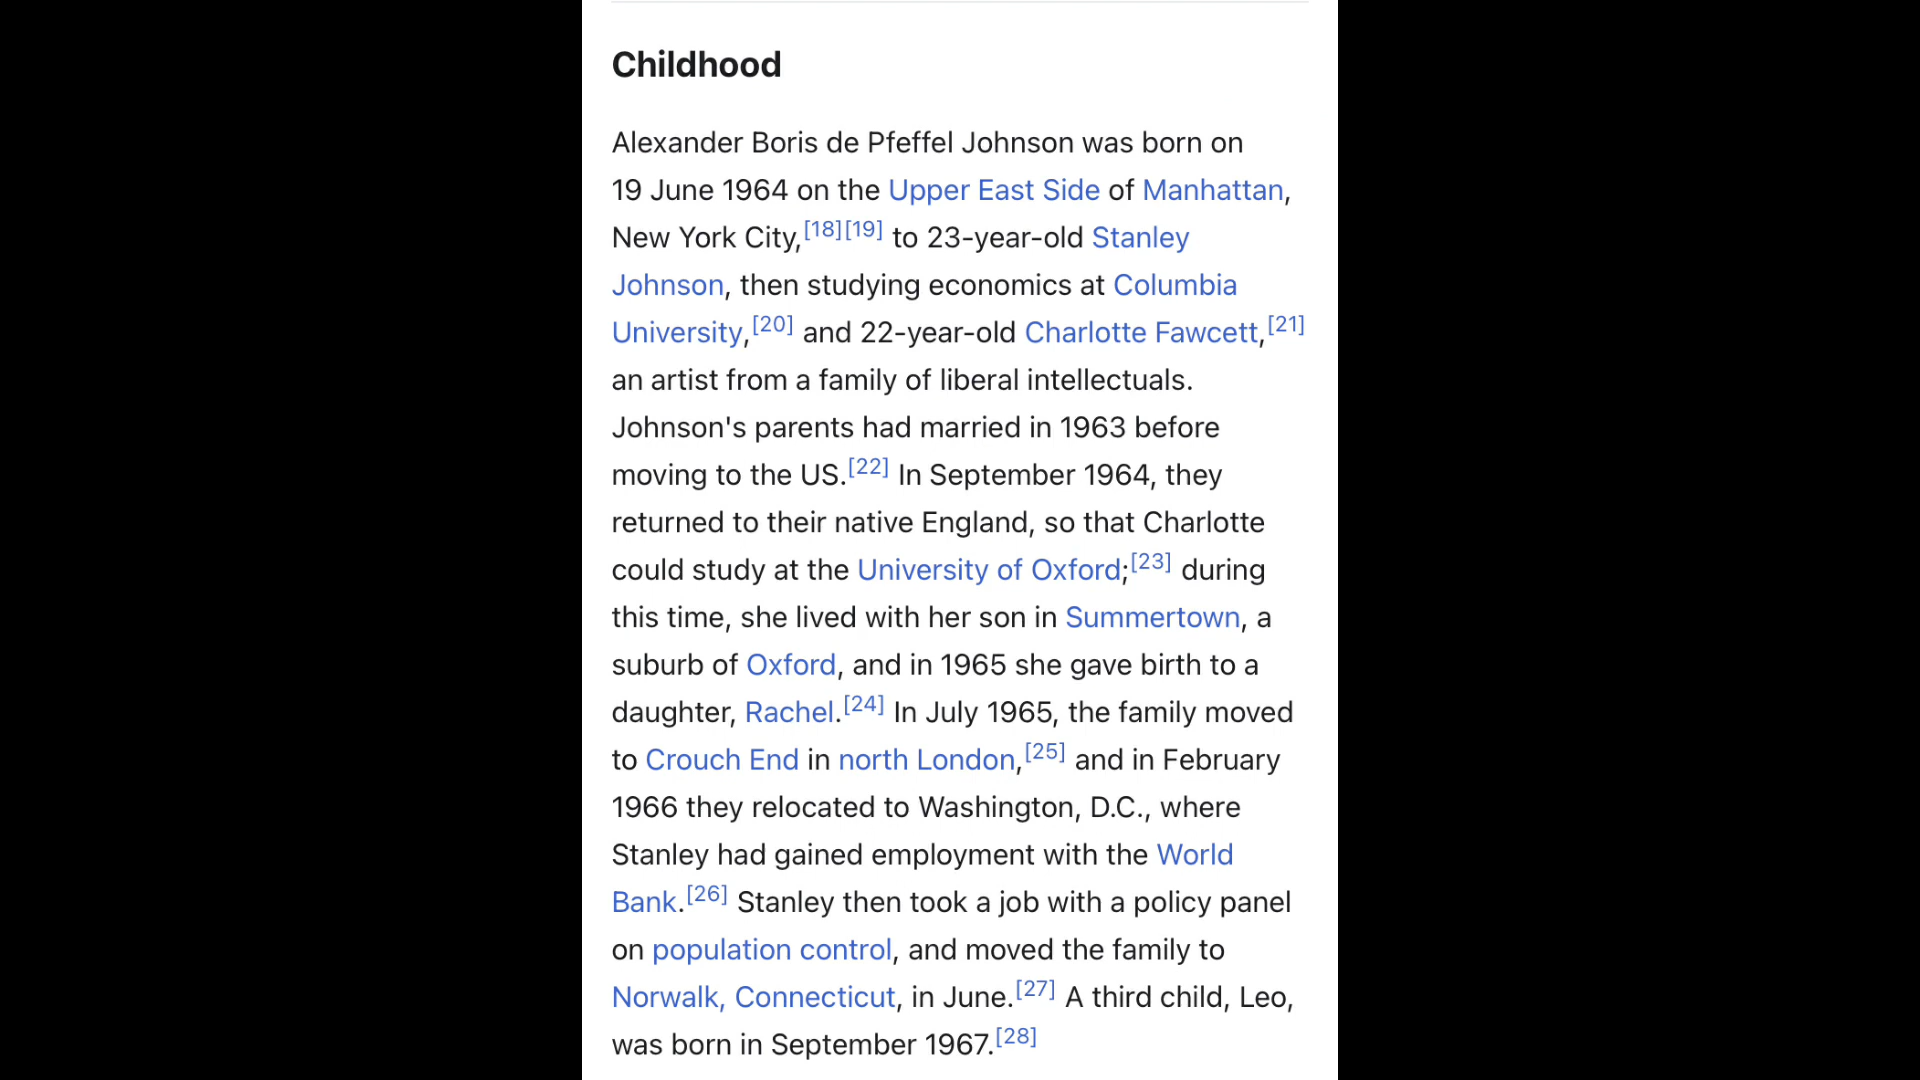 Childhood
Alexander Boris de Pfeffel Johnson was born on
19 June 1964 on the Upper East Side of Manhattan,
New York City,[18][19] to 23-year-old Stanley
Johnson, then studying economics at Columbia
University,[20] and 22-year-old Charlotte Fawcett,[21]
an artist from a family of liberal intellectuals.
Johnson's parents had married in 1963 before
moving to the US.[22] In September 1964, they
returned to their native England, so that Charlotte
could study at the University of Oxford;[23] during
this time, she lived with her son in Summertown, a
suburb of Oxford, and in 1965 she gave birth to a
daughter, Rachel.[24] In July 1965, the family moved
to Crouch End in north London,[25] and in February
1966 they relocated to Washington, D.C., where
Stanley had gained employment with the World
Bank.[26] Stanley then took a job with a policy panel
on population control, and moved the family to
Norwalk, Connecticut, in June.[27] A third child, Leo,
was born in September 1967.[28]